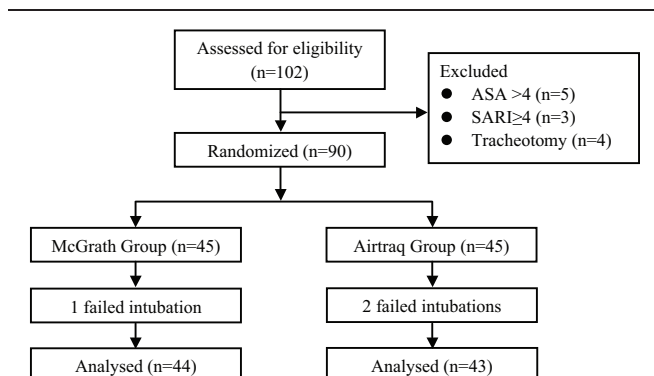 Assessed for eligibility
(n=102)
Excluded
● ASA >4 (n=5)
● SARI≥4 (n=3)
● Tracheotomy (n=4)
Randomized (n=90)
McGrath Group (n=45)
Airtraq Group (n=45)
1 failed intubation
2 failed intubations
Analysed (n=44)
Analysed (n=43)